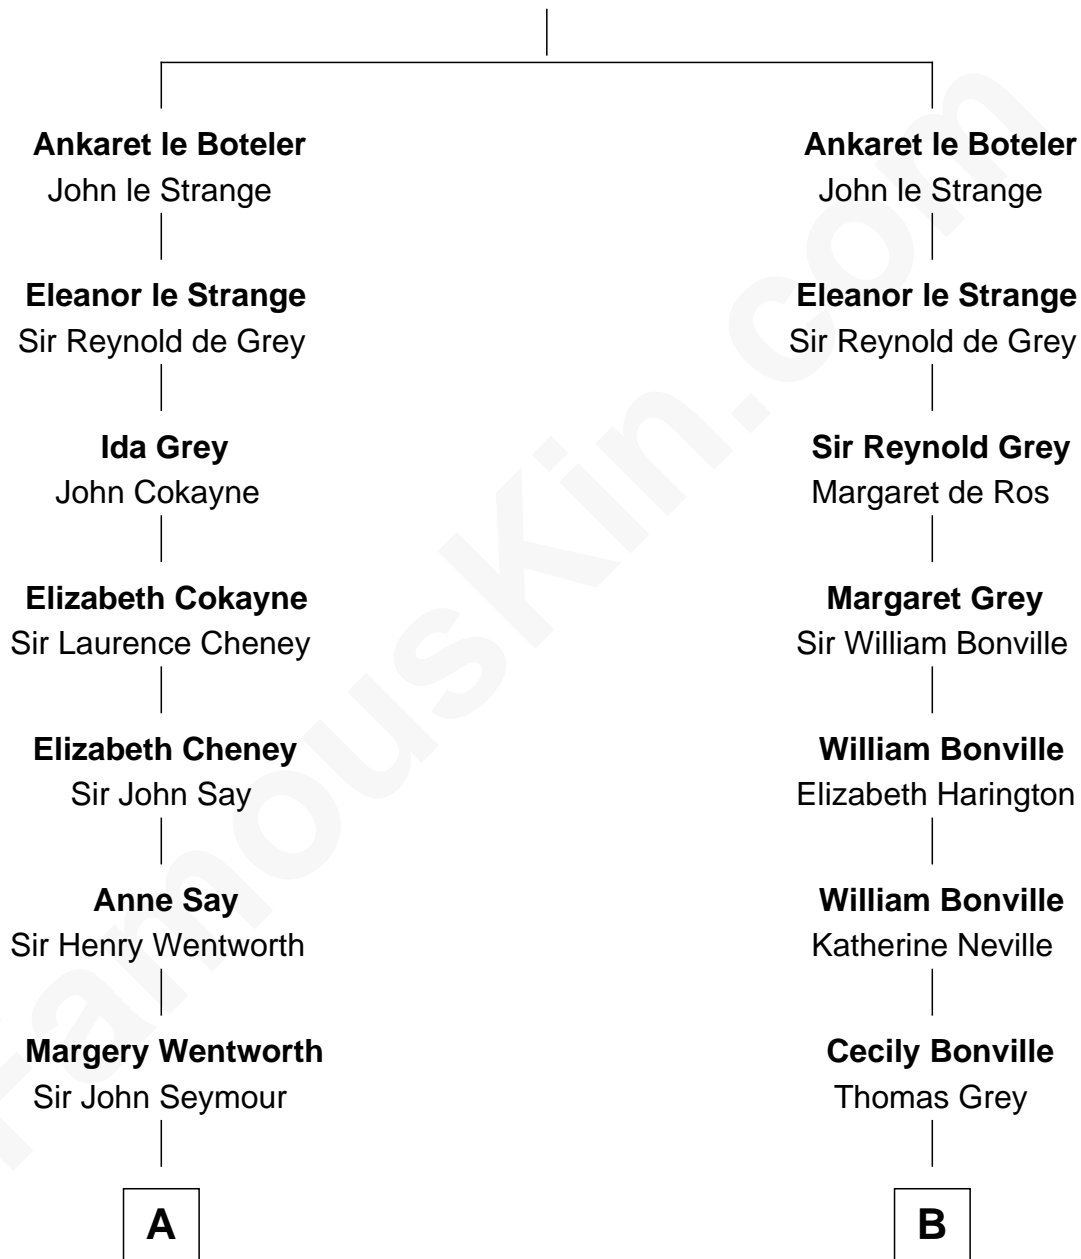 Ankaret le Boteler
John le Strange
Eleanor le Strange
Sir Reynold de Grey
Ida Grey
John Cokayne
Elizabeth Cokayne
Sir Laurence Cheney
Elizabeth Cheney
Sir John Say
Anne Say
Sir Henry Wentworth
Margery Wentworth
Sir John Seymour
A
Ankaret le Boteler
John le Strange
Eleanor le Strange
Sir Reynold de Grey
Sir Reynold Grey
Margaret de Ros
Margaret Grey
Sir William Bonville
William Bonville
Elizabeth Harington
William Bonville
Katherine Neville
Cecily Bonville
Thomas Grey
B
FamousKin.com